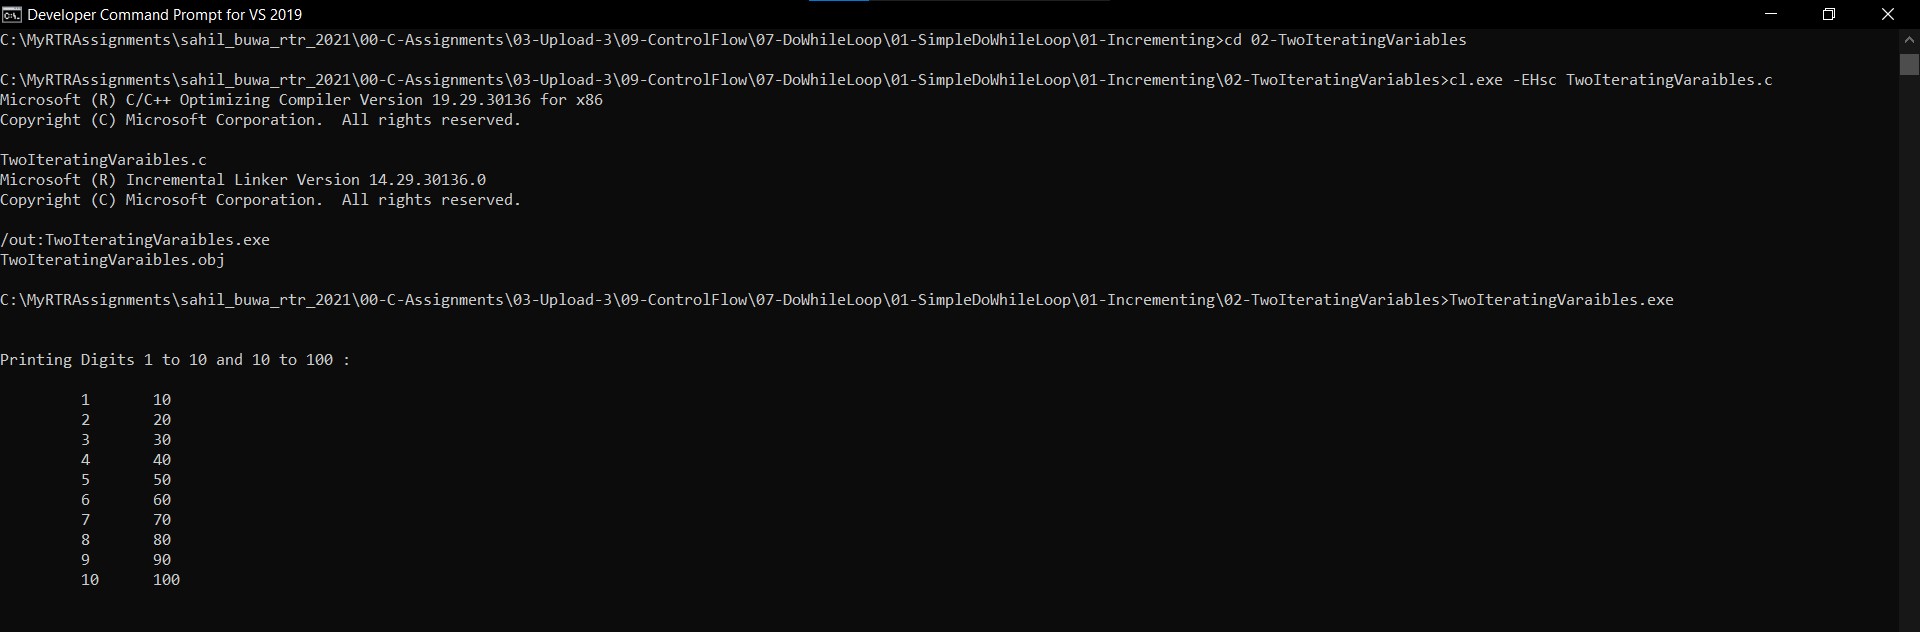 Developer Command Prompt for VS 2019
C:\MyRTRAssignments\sahil_buwa_rtr_2021\00-C-Assignments\03-Upload-3\09-ControlFlow\07-DoWhileLoop\01-SimpleDoWhileLoop\01-Incrementing>cd 02-TwoIteratingVariables
C:\MyRTRAssignments\sahil_buwa_rtr_2021\00-C-Assignments\03-Upload-3\09-ControlFlow\07-DoWhileLoop\01-SimpleDoWhileLoop\01-Incrementing\02-TwoIteratingVariables>cl.exe -EHsc TwoIteratingVaraibles.c
Microsoft (R) C/C++ Optimizing Compiler Version 19.29.30136 for x86
Copyright (C) Microsoft Corporation.  All rights reserved.
TwoIteratingVaraibles.c
Microsoft (R) Incremental Linker Version 14.29.30136.0
Copyright (C) Microsoft Corporation.  All rights reserved.
/out:TwoIteratingVaraibles.exe
TwoIteratingVaraibles.obj
C:\MyRTRAssignments\sahil_buwa_rtr_2021\00-C-Assignments\03-Upload-3\09-ControlFlow\07-DoWhileLoop\01-SimpleDoWhileLoop\01-Incrementing\02-TwoIteratingVariables>TwoIteratingVaraibles.exe
Printing Digits 1 to 10 and 10 to 100 :
1 10
2 20
3 30
4 40
5 50
6 60
7 70
8 80
9 90
10 100